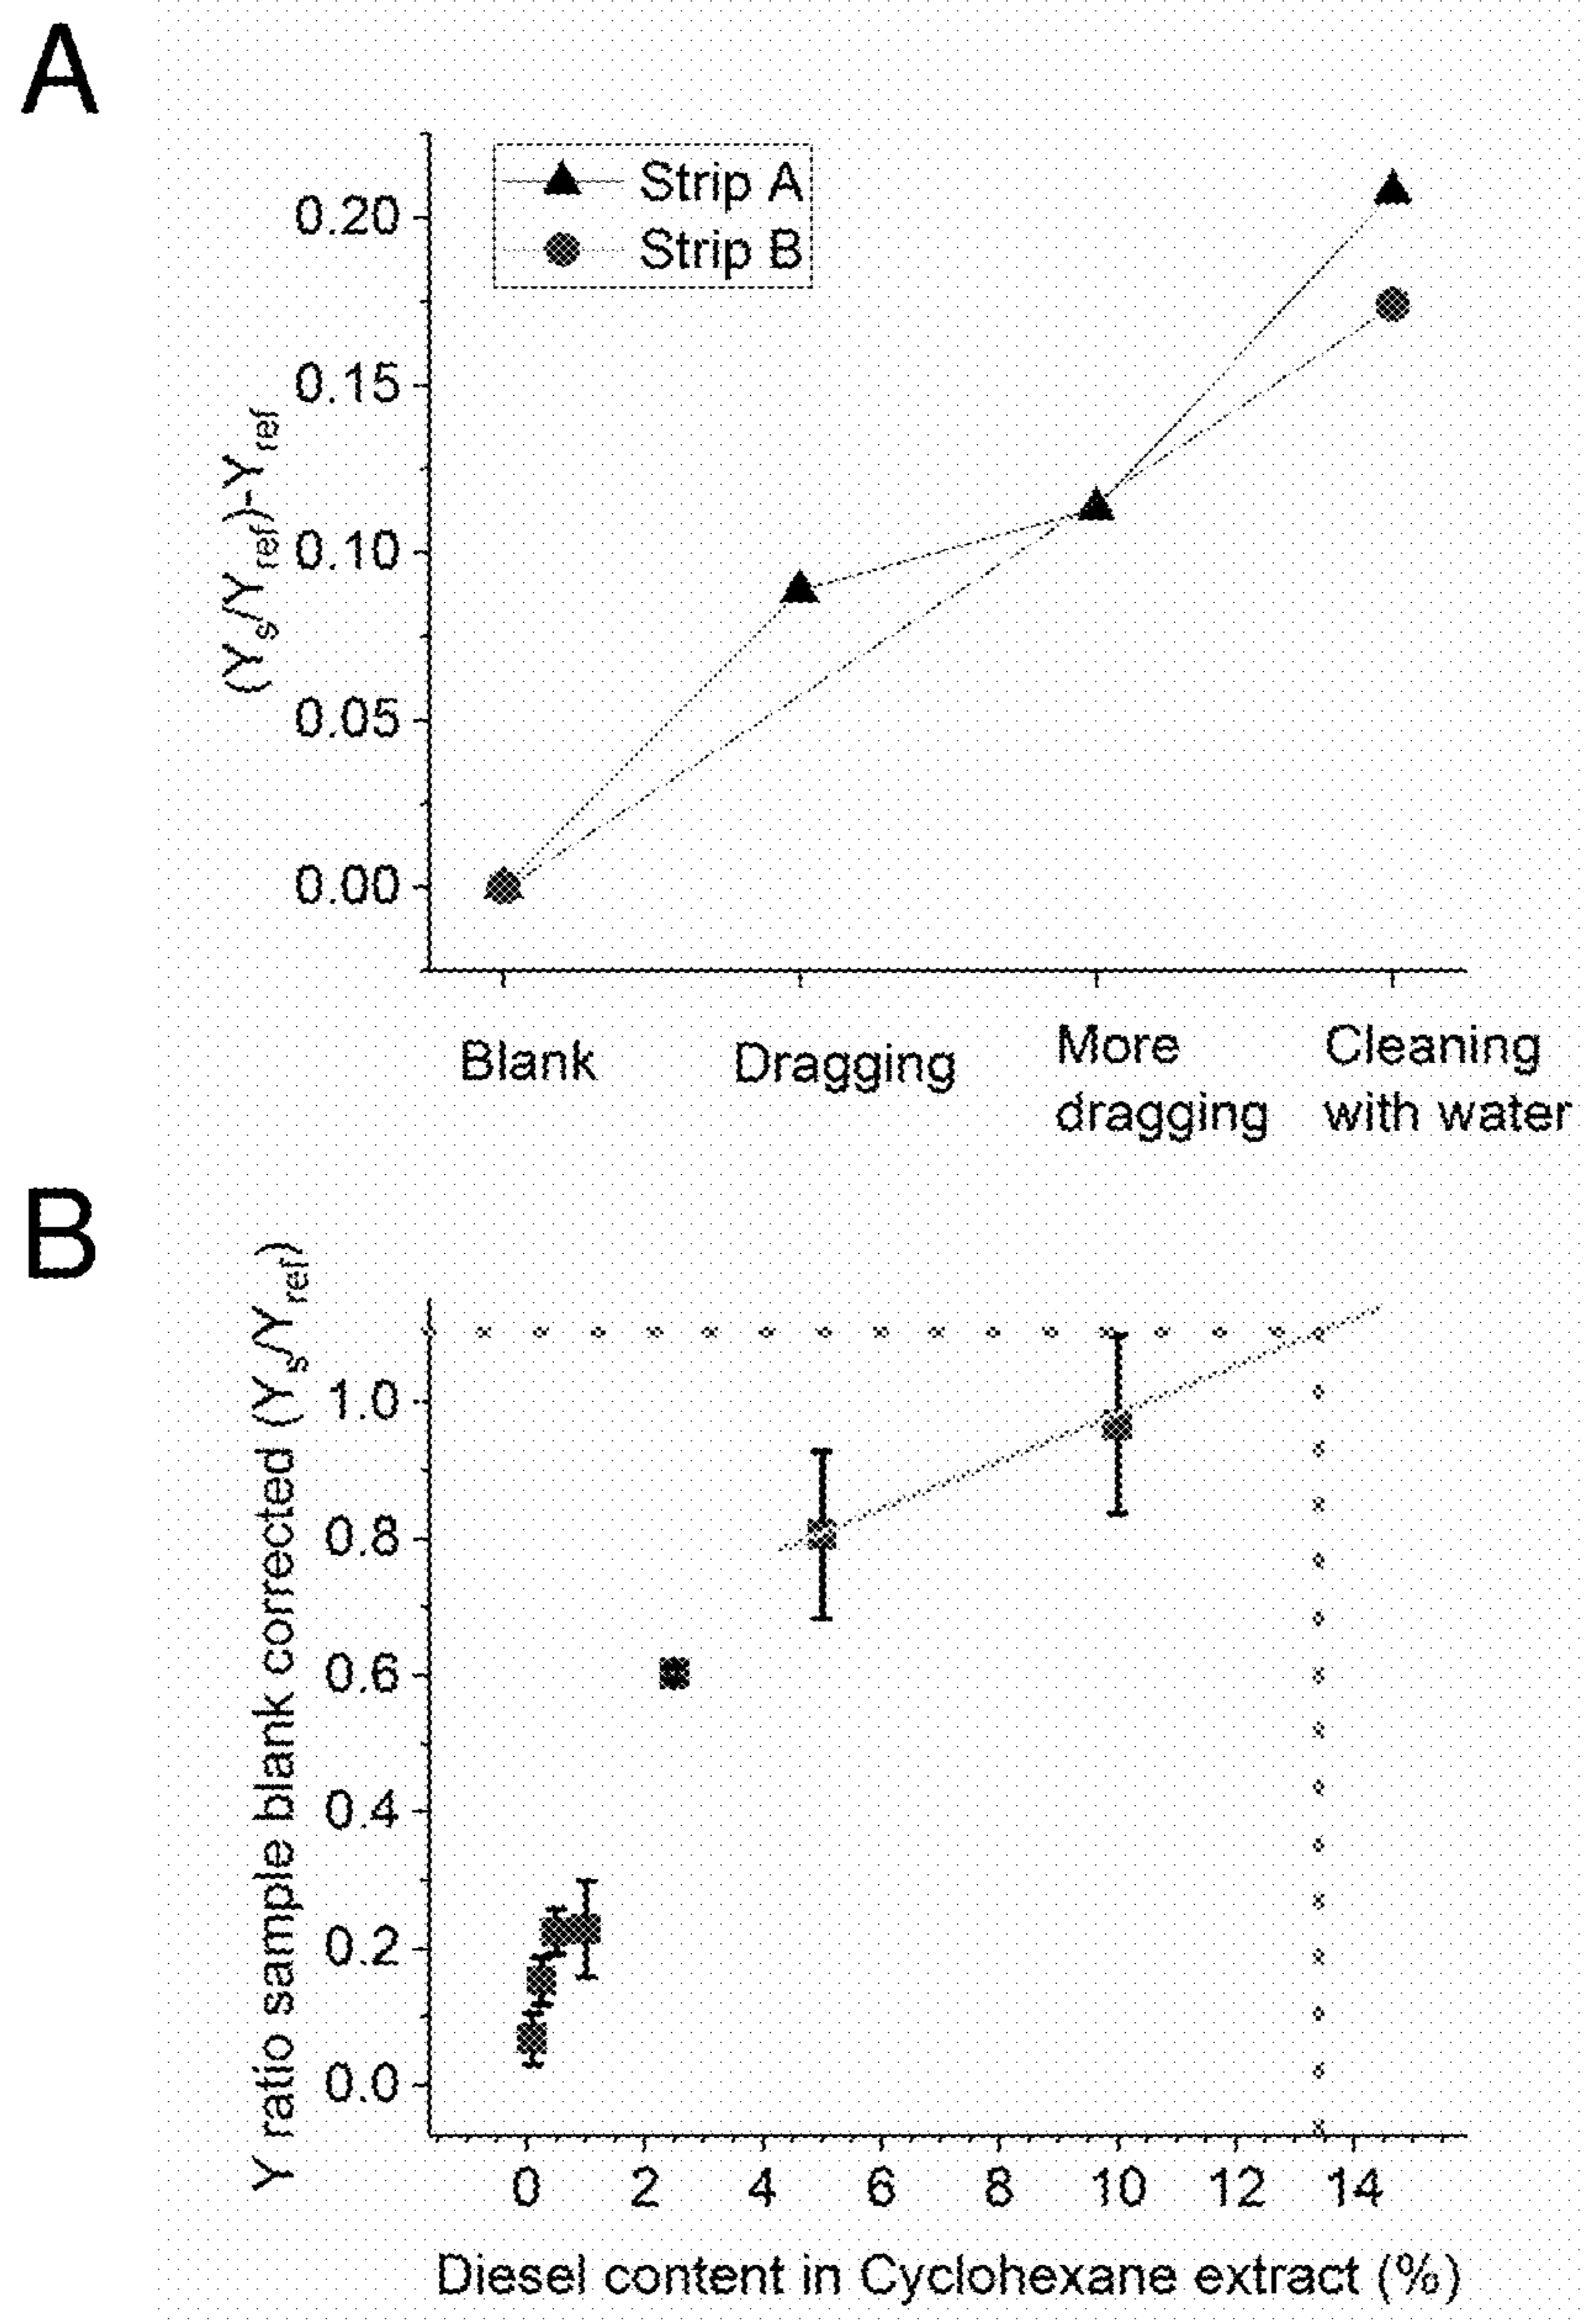 A
Strip A
Strip B
0.20
0.15
0.10
0.05
0.00
(Ys/Yref)-Yref
Blank
Dragging
More
dragging
Cleaning
with water
B
1.0
0.8
0.6
0.4
0.2
0.0
Y ratio sample blank corrected (Ys/Yref)
0 2 4 6 8 10 12 14
Diesel content in Cyclohexane extract (%)